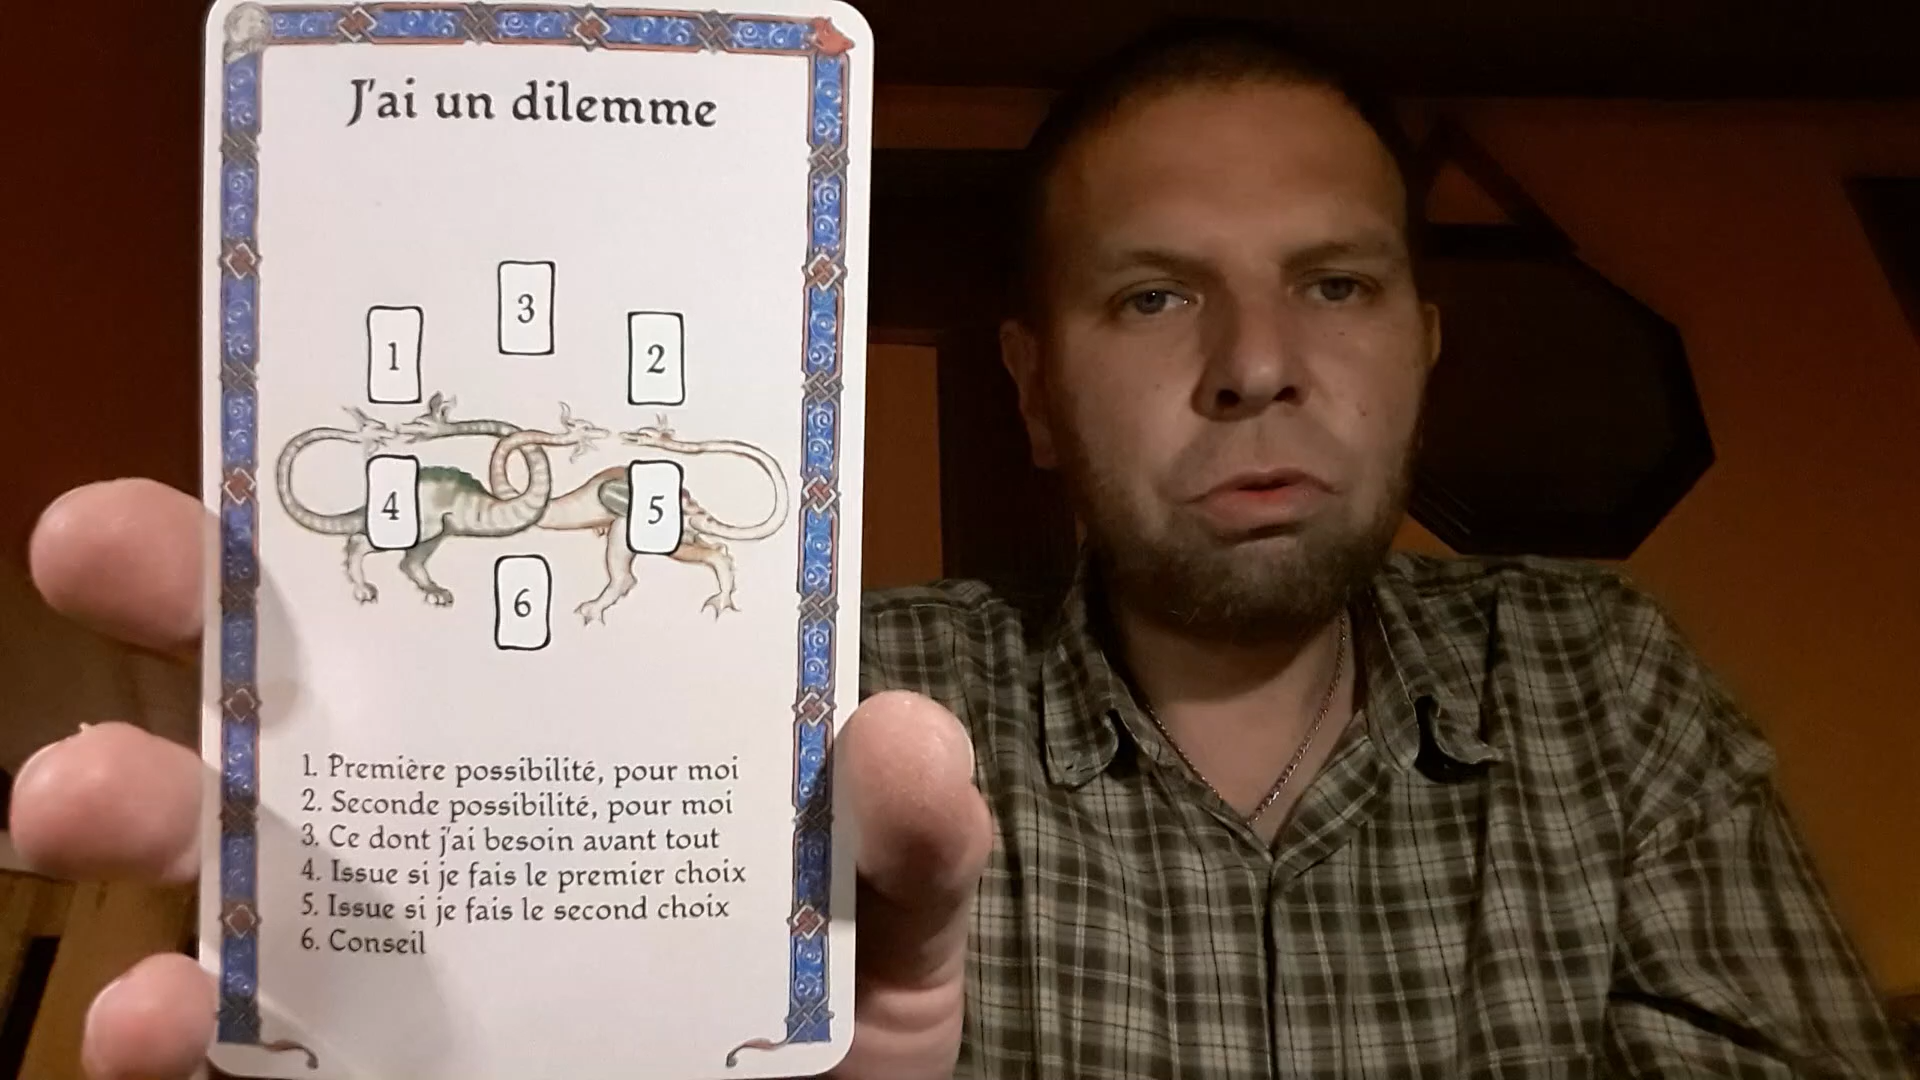 J'ai un dilemme
3
1
2
4
5
6
1. Première possibilité, pour moi
2. Seconde possibilité, pour moi
3. Ce dont j'ai besoin avant tout
4. Issue si je fais le premier choix
5. Issue si je fais le second choix
6. Conseil